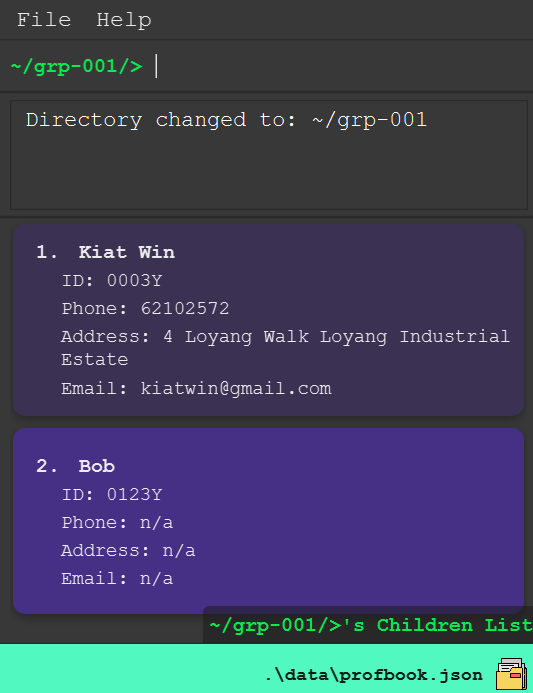 File Help
~/grp-001/>
Directory changed to: ~/grp-001
1. Kiat Win
ID: 0003Y
Phone: 62102572
Address: 4 Loyang Walk Loyang Industrial
Estate
Email: kiatwin@gmail.com
2. Bob
ID: 0123Y
Phone: n/a
Address: n/a
Email: n/a
~/grp-001/>'s Children List
.\data\profbook.json